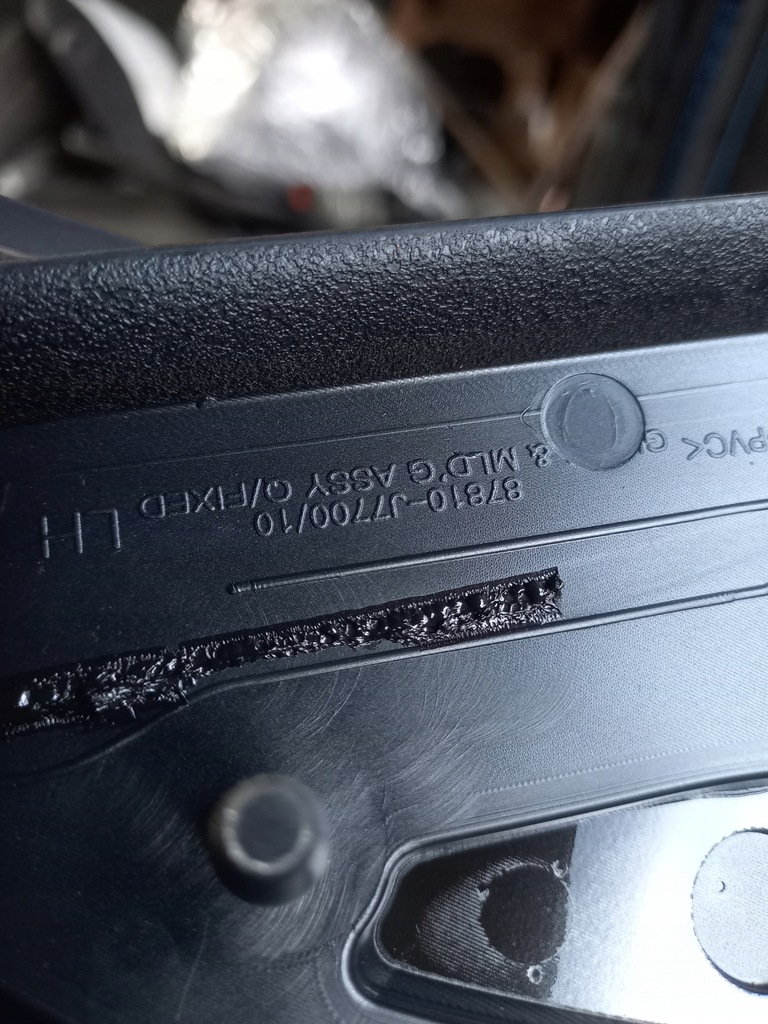 87810-J7700/10
PVC< & MLD'G ASSY Q/FIXED LH